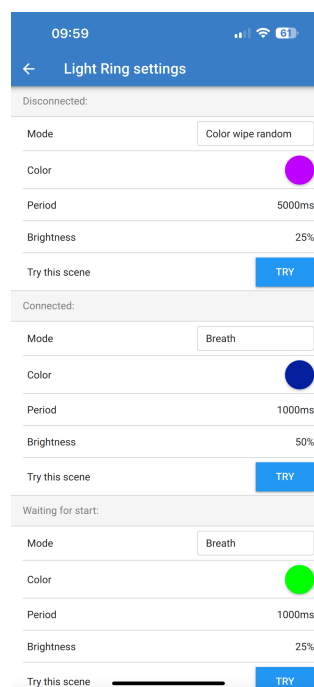 09:59
61
Light Ring settings
Disconnected:
Mode Color wipe random
Color
Period 5000ms
Brightness 25%
Try this scene TRY
Connected:
Mode Breath
Color
Period 1000ms
Brightness 50%
Try this scene TRY
Waiting for start:
Mode Breath
Color
Period 1000ms
Brightness 25%
Try this scene TRY